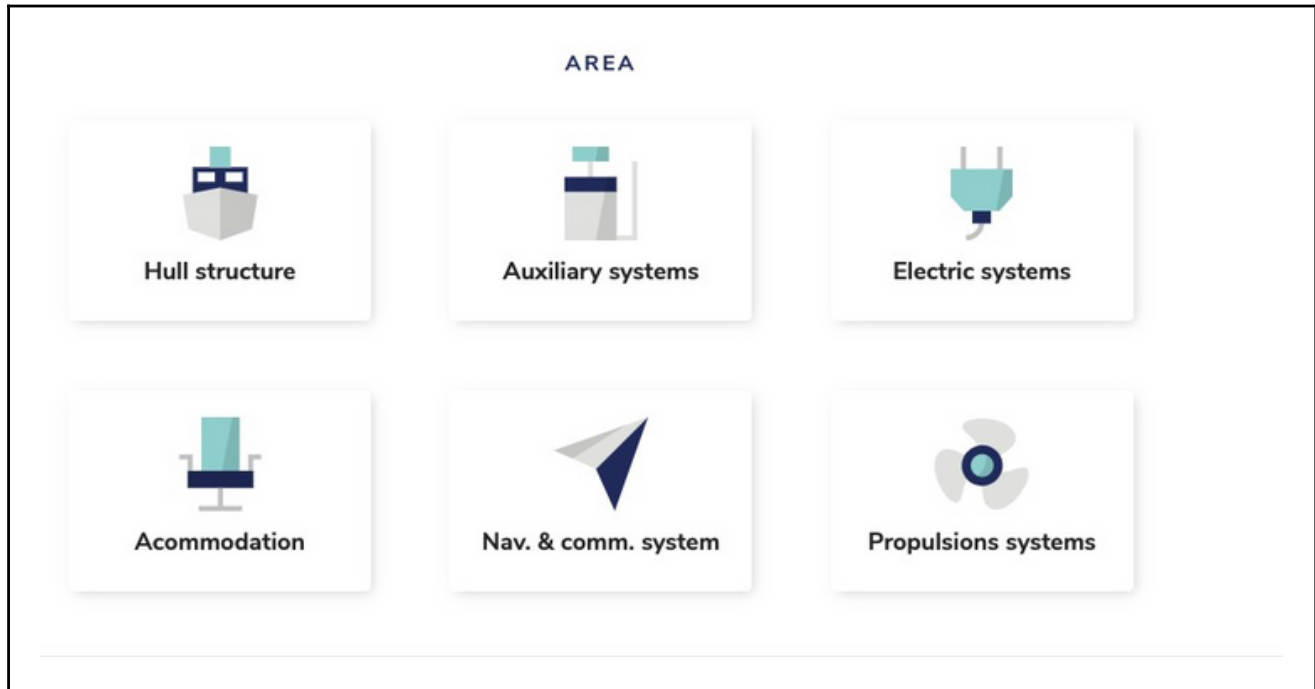 AREA
Hull structure
Auxiliary systems
Electric systems
Acommodation
Nav. & comm. system
Propulsions systems